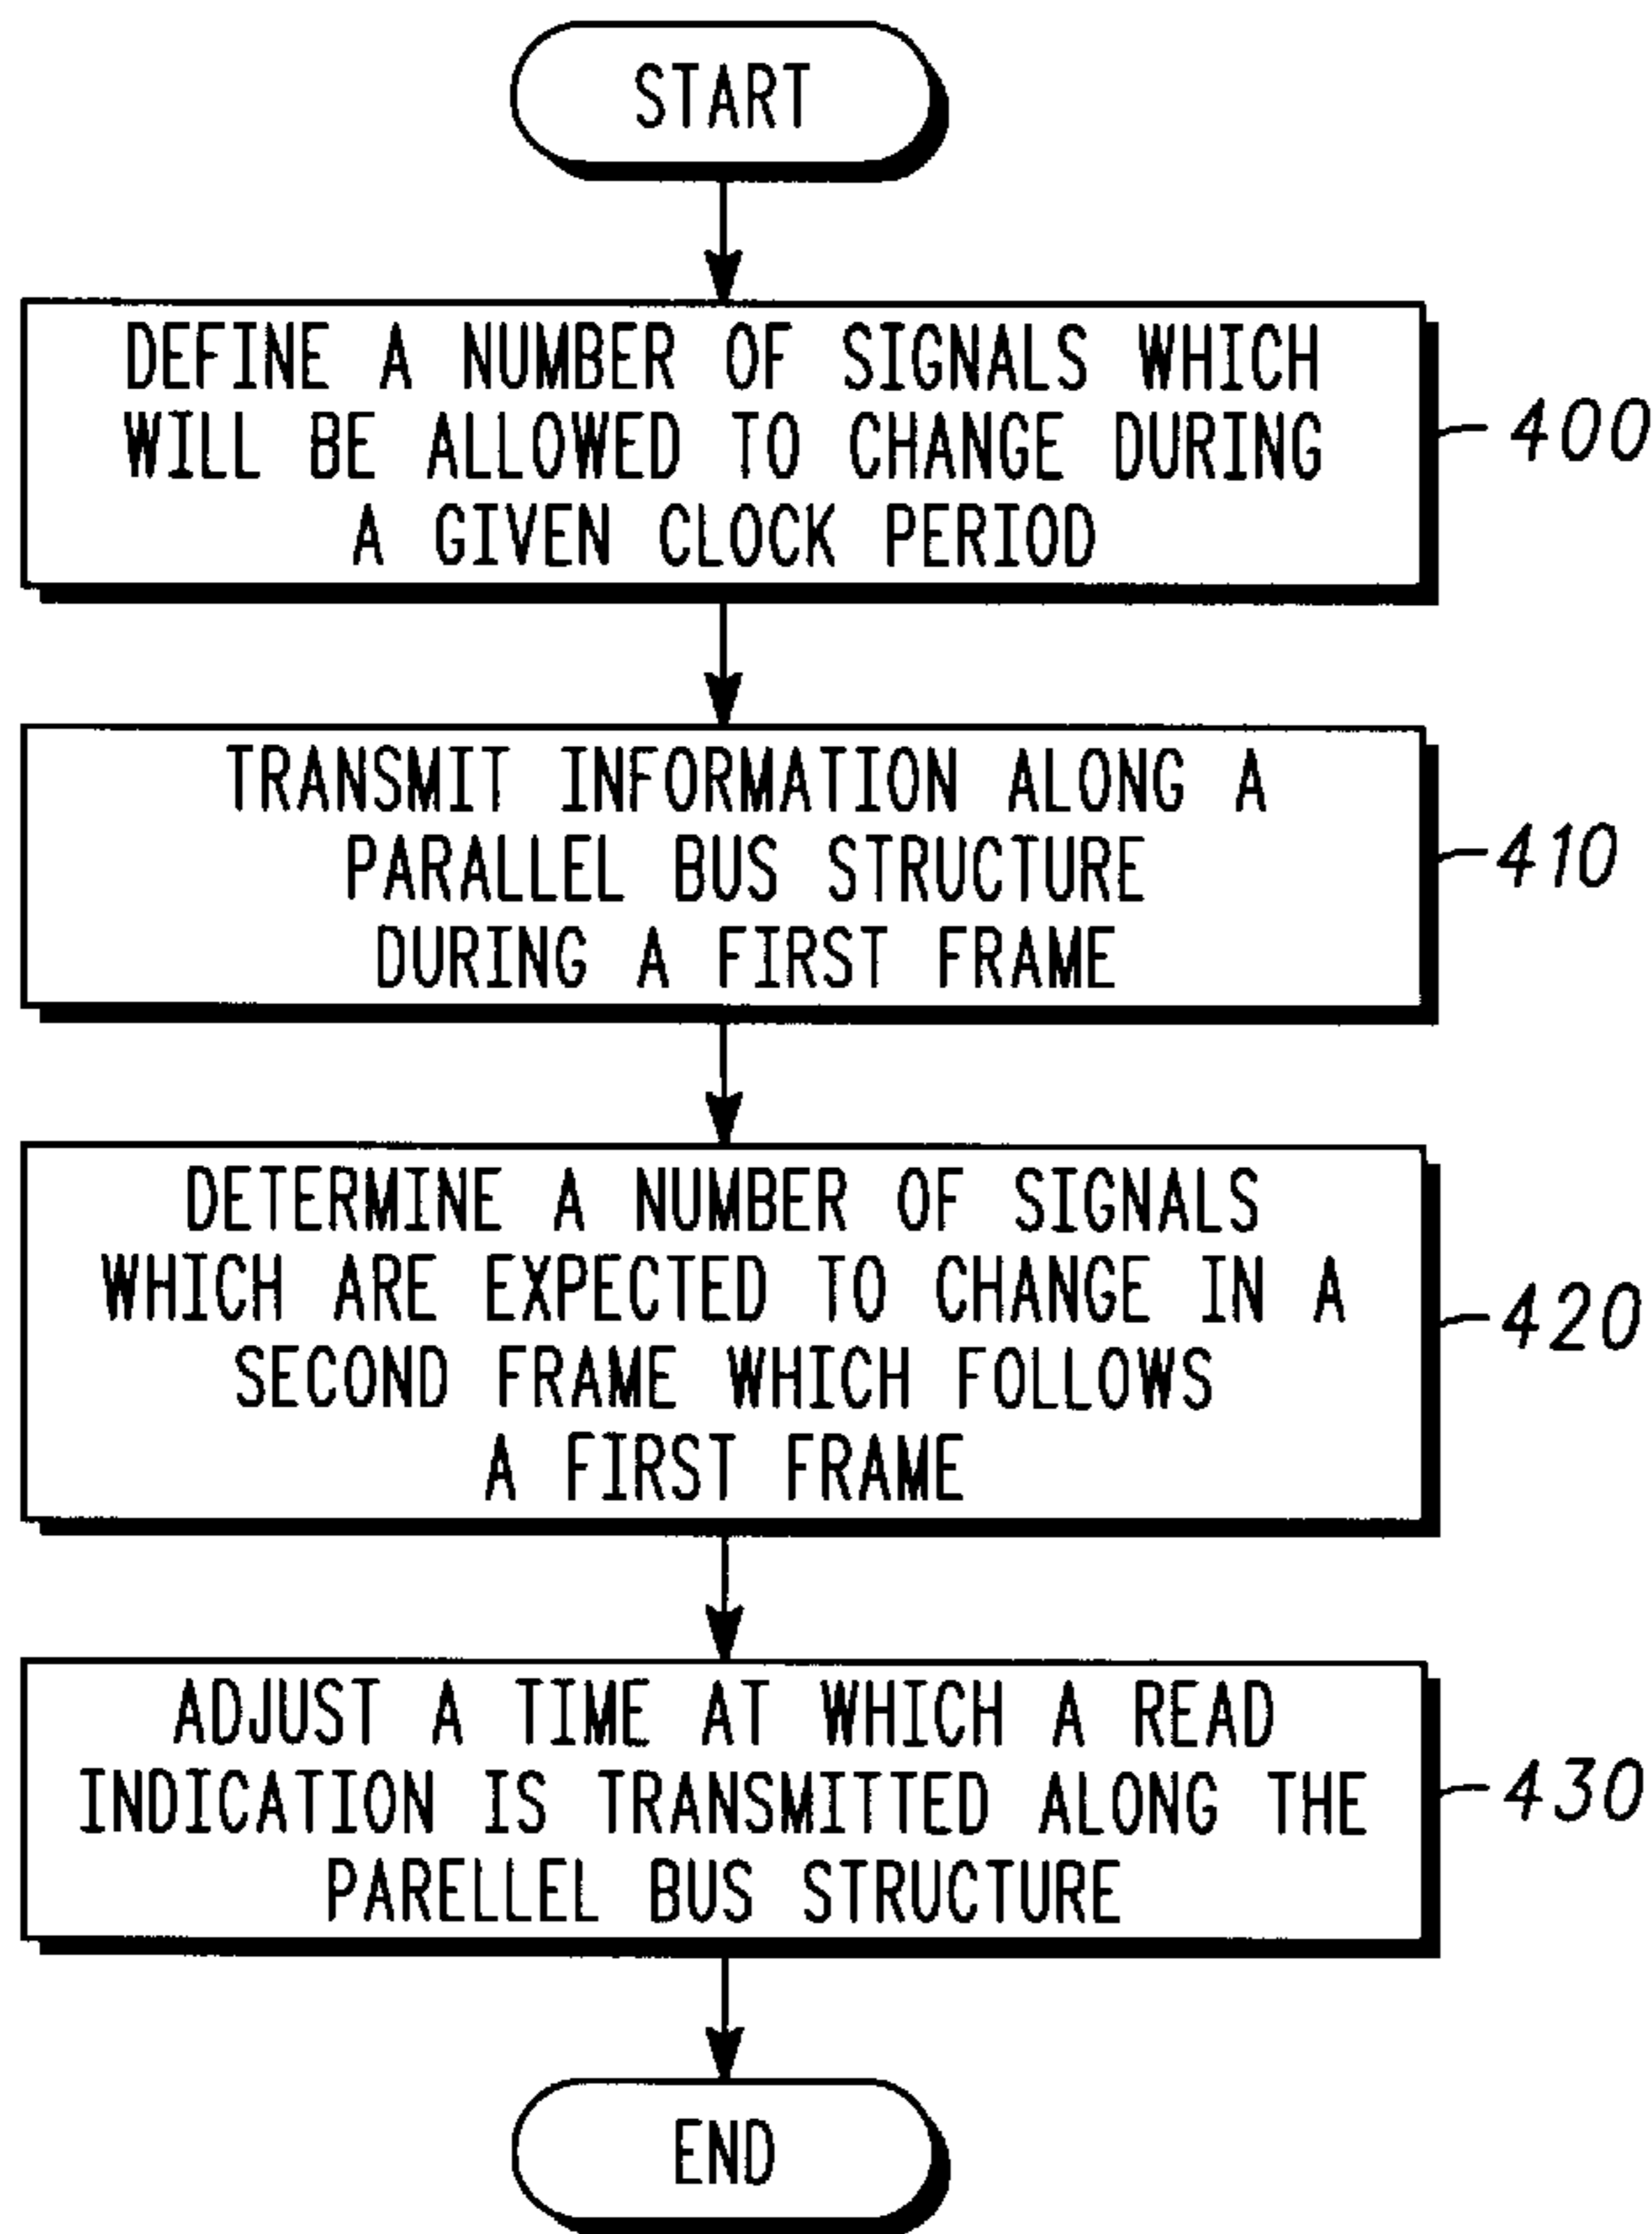 START
DEFINE A NUMBER OF SIGNALS WHICH
WILL BE ALLOWED TO CHANGE DURING
A GIVEN CLOCK PERIOD
400
TRANSMIT INFORMATION ALONG A
PARALLEL BUS STRUCTURE
DURING A FIRST FRAME
410
DETERMINE A NUMBER OF SIGNALS
WHICH ARE EXPECTED TO CHANGE IN A
SECOND FRAME WHICH FOLLOWS
A FIRST FRAME
420
ADJUST A TIME AT WHICH A READ
INDICATION IS TRANSMITTED ALONG THE
PARELLEL BUS STRUCTURE
430
END